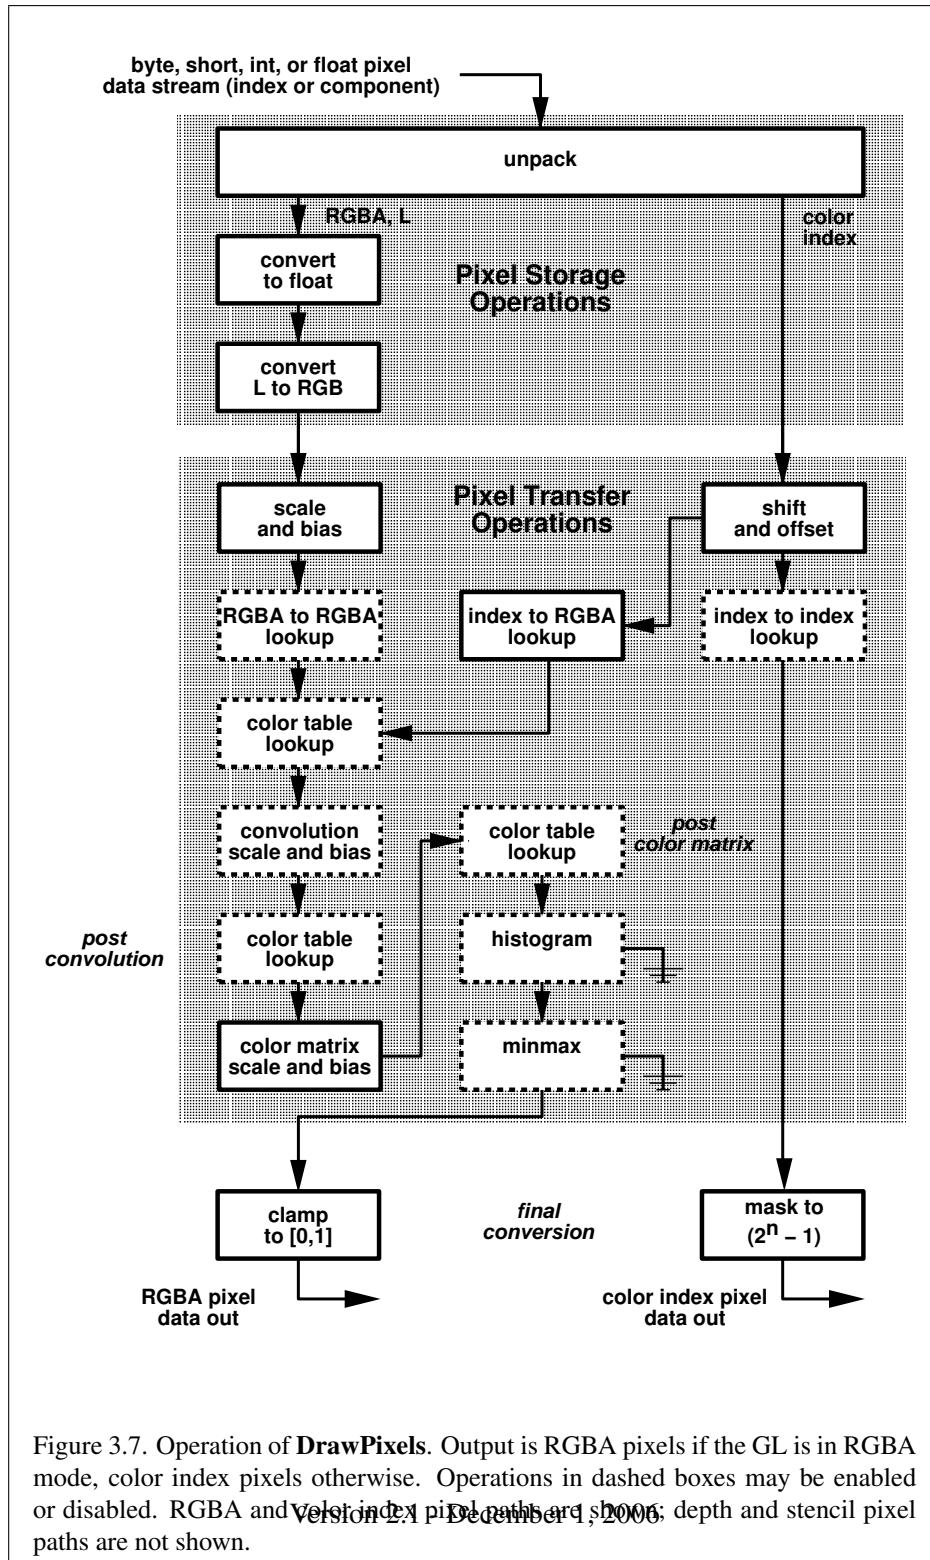 byte, short, int, or float pixel
data stream (index or component)
unpack
RGBA, L
color
index
convert
to float
Pixel Storage
Operations
convert
L to RGB
scale
and bias
Pixel Transfer
Operations
shift
and offset
RGBA to RGBA
lookup
index to RGBA
lookup
index to index
lookup
color table
lookup
convolution
scale and bias
color table
lookup
post
color matrix
post
convolution
color table
lookup
histogram
color matrix
scale and bias
minmax
clamp
to [0,1]
final
conversion
mask to
(2^n − 1)
RGBA pixel
data out
color index pixel
data out
Figure 3.7. Operation of DrawPixels. Output is RGBA pixels if the GL is in RGBA
mode, color index pixels otherwise. Operations in dashed boxes may be enabled
or disabled. RGBA and color index pixel paths are shown; depth and stencil pixel
Version 2.1 - December 1, 2006
paths are not shown.